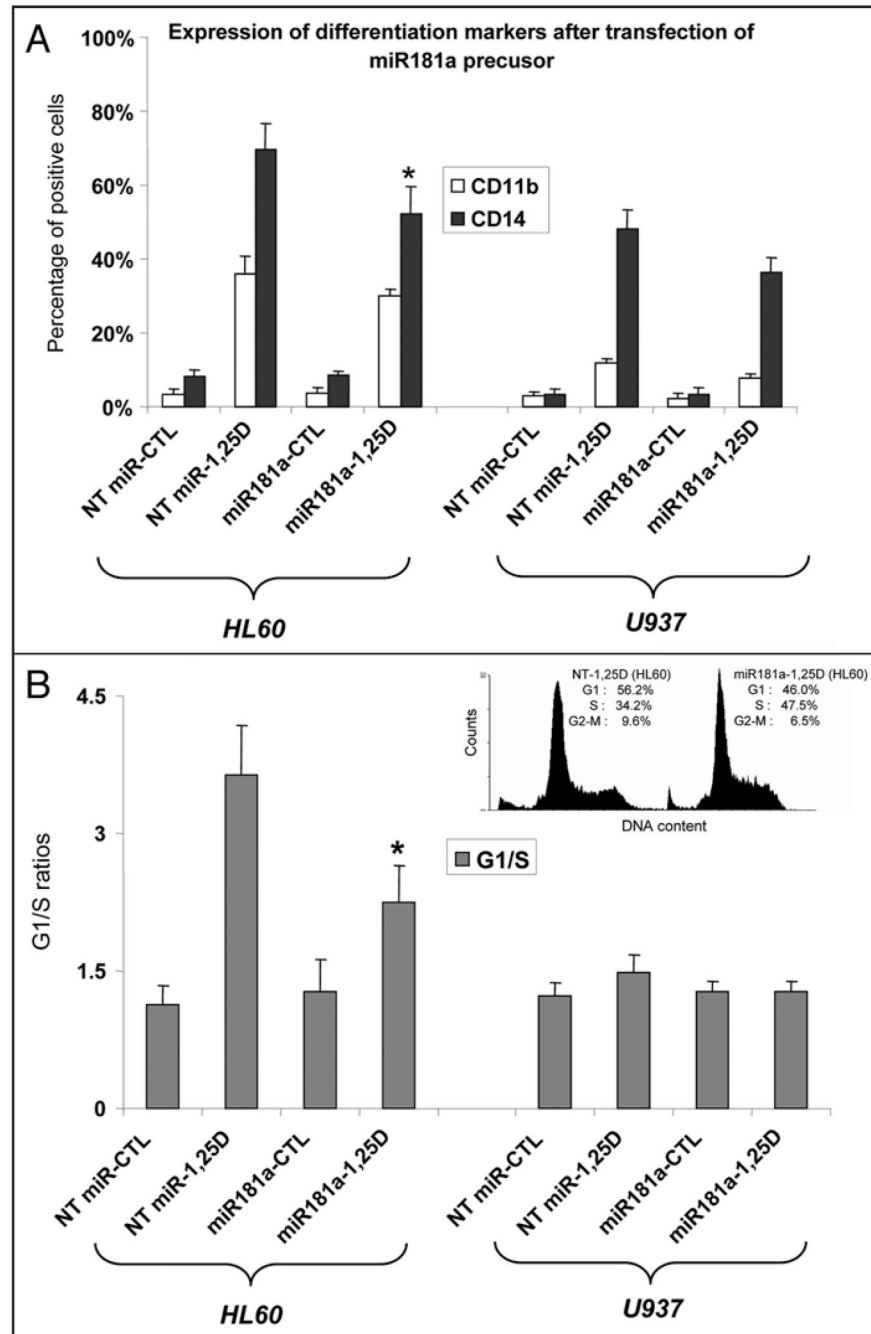 A
Expression of differentiation markers after transfection of
miR181a precusor
Percentage of positive cells
100%
80%
60%
40%
20%
0%
CD11b
CD14
*
NT miR-CTL
NT miR-1,25D
miR181a-CTL
miR181a-1,25D
NT miR-CTL
NT miR-1,25D
miR181a-CTL
miR181a-1,25D
HL60
U937
B
G1/S ratios
4.5
3
1.5
0
NT-1,25D (HL60)
G1: 56.2%
S : 34.2%
G2-M : 9.6%
miR181a-1,25D (HL60)
G1 : 46.0%
S : 47.5%
G2-M : 6.5%
Counts
DNA content
G1/S
*
NT miR-CTL
NT miR-1,25D
miR181a-CTL
miR181a-1,25D
NT miR-CTL
NT miR-1,25D
miR181a-CTL
miR181a-1,25D
HL60
U937